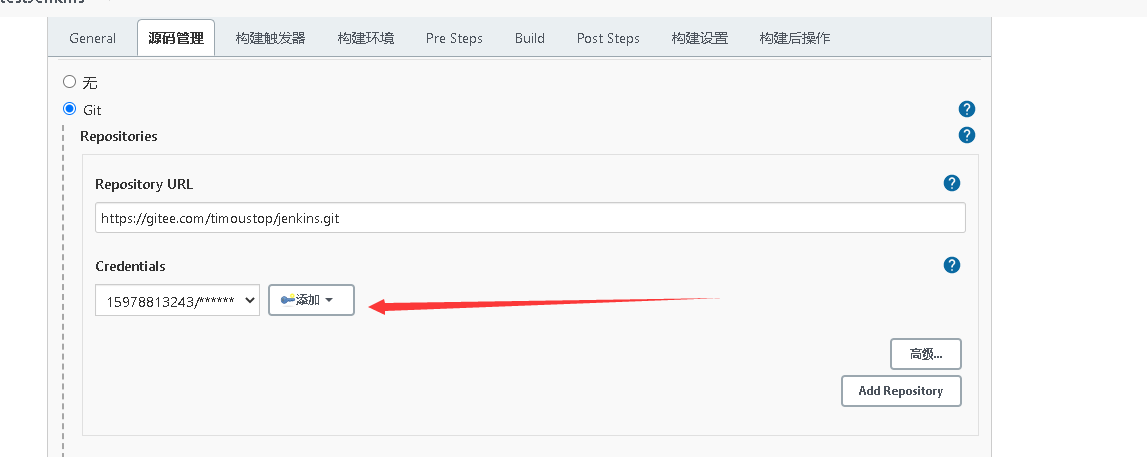 testJenkins
General 源码管理 构建触发器 构建环境 Pre Steps Build Post Steps 构建设置 构建后操作
无
Git
Repositories
Repository URL
https://gitee.com/timoustop/jenkins.git
Credentials
15978813243/****** 添加
高级...
Add Repository